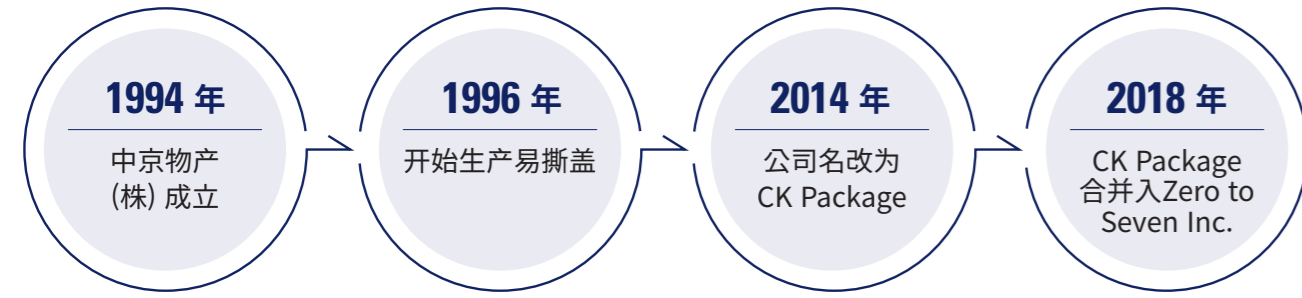 1994 年
中京物产
(株) 成立
1996 年
开始生产易撕盖
2014 年
公司名改为
CK Package
2018 年
CK Package
合并入Zero to
Seven Inc.